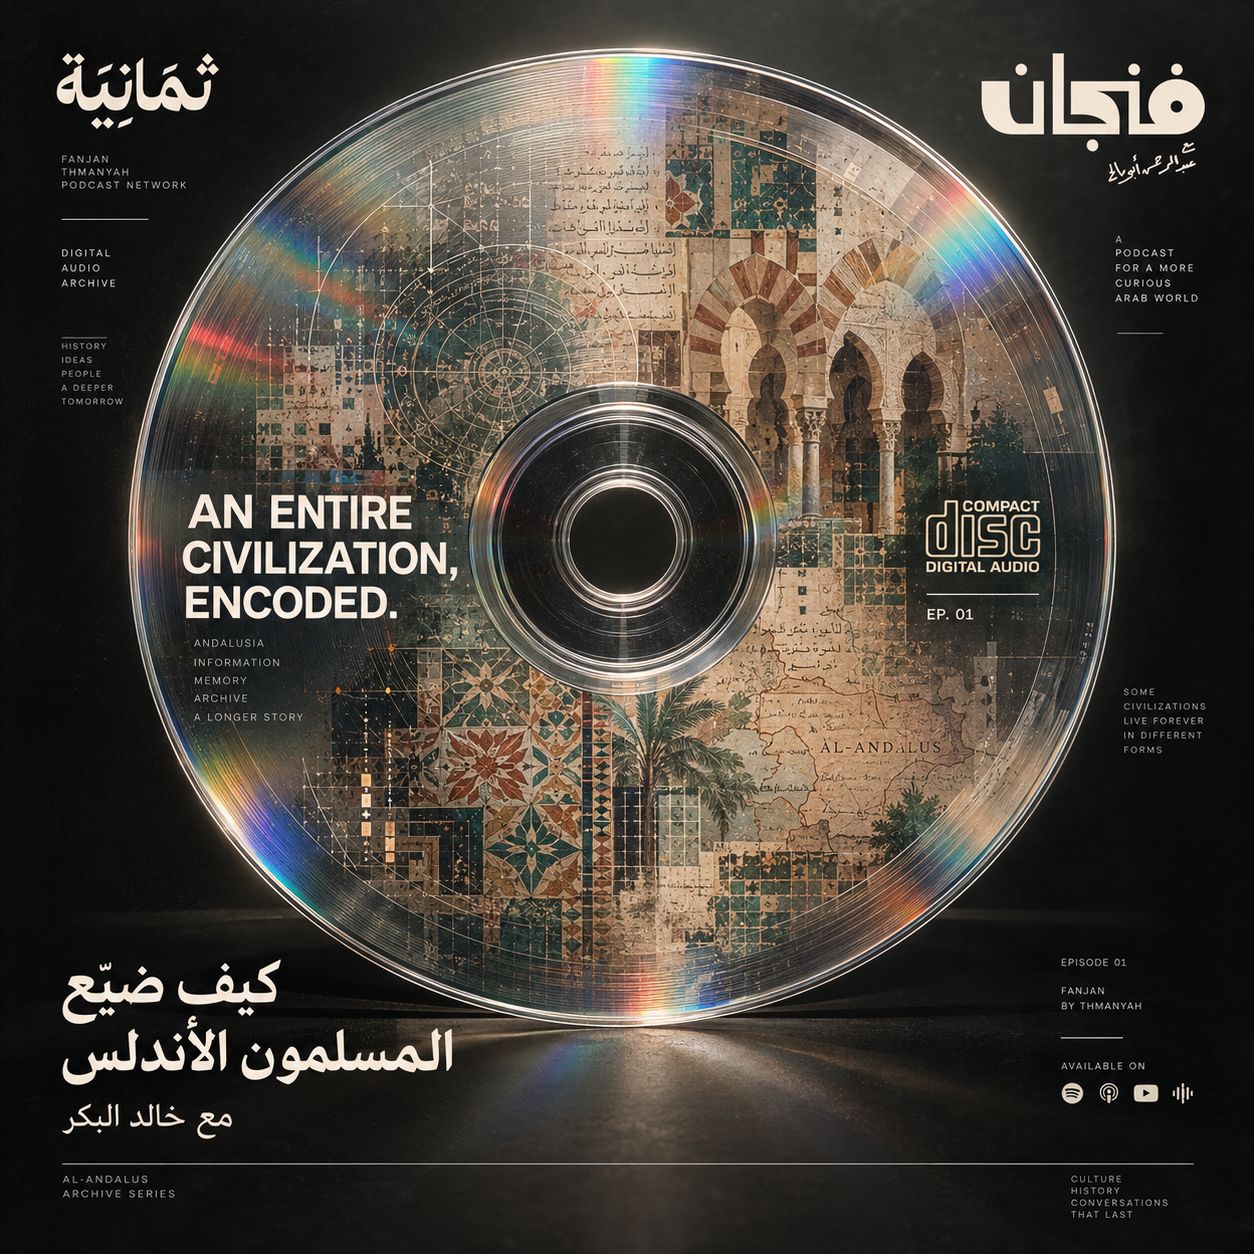 ثمَانِيَة
فنجان
عبدالرحمن أبومالح
FANJAN
THMANYAH
PODCAST NETWORK
DIGITAL
AUDIO
ARCHIVE
HISTORY
IDEAS
PEOPLE
A DEEPER
TOMORROW
A
PODCAST
FOR A MORE
CURIOUS
ARAB WORLD
AN ENTIRE
CIVILIZATION,
ENCODED.
ANDALUSIA
INFORMATION
MEMORY
ARCHIVE
A LONGER STORY
COMPACT
disc
DIGITAL AUDIO
EP. 01
AL-ANDALUS
SOME
CIVILIZATIONS
LIVE FOREVER
IN DIFFERENT
FORMS
كيف ضيّع
المسلمون الأندلس
مع خالد البكر
EPISODE 01
FANJAN
BY THMANYAH
AVAILABLE ON
AL-ANDALUS
ARCHIVE SERIES
CULTURE
HISTORY
CONVERSATIONS
THAT LAST